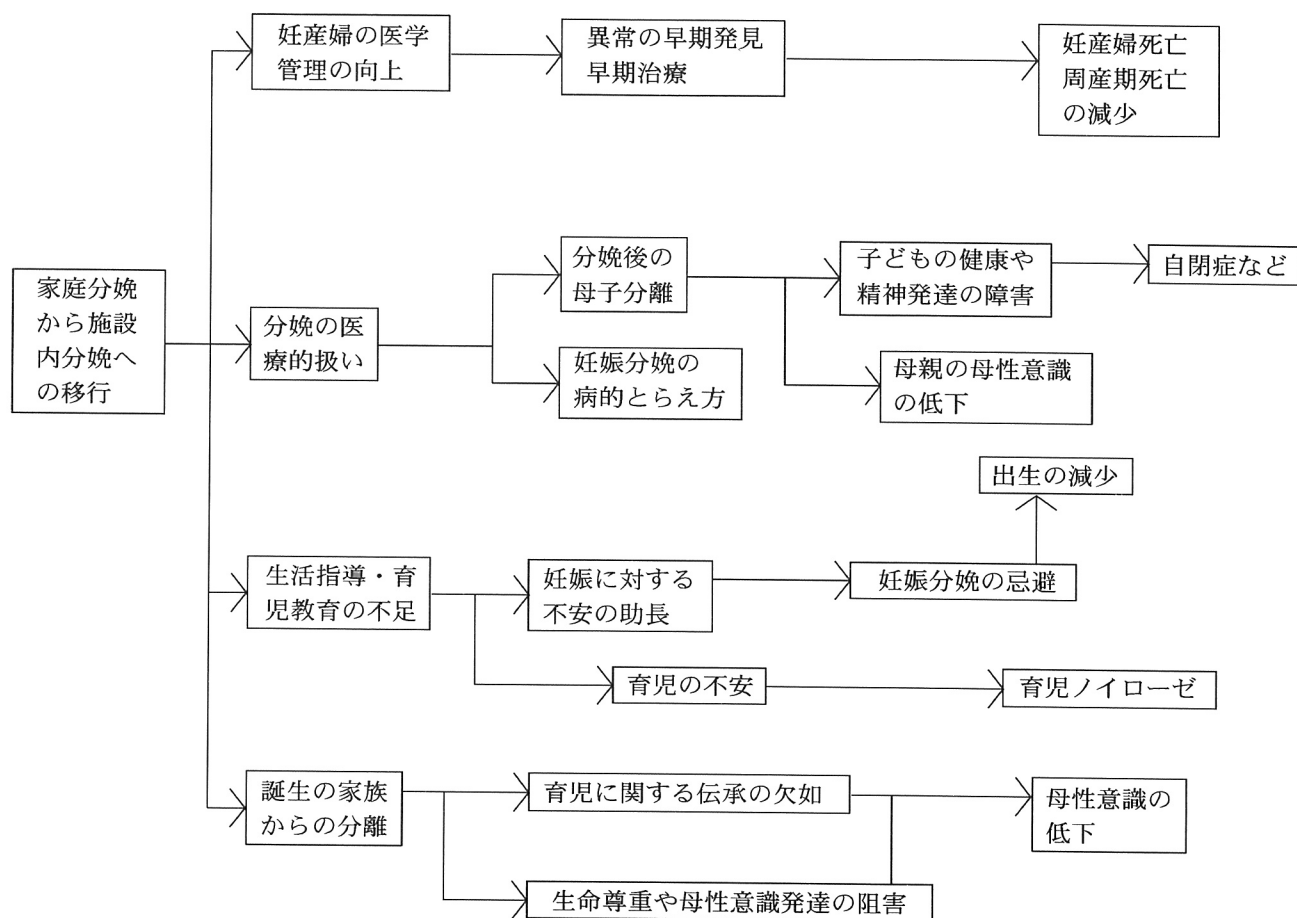 妊産婦の医学
管理の向上
異常の早期発見
早期治療
妊産婦死亡
周産期死亡
の減少
家庭分娩
から施設
内分娩へ
の移行
分娩の医
療的扱い
分娩後の
母子分離
子どもの健康や
精神発達の障害
自閉症など
母親の母性意識
の低下
妊娠分娩の
病的とらえ方
生活指導・育
児教育の不足
妊娠に対する
不安の助長
妊娠分娩の忌避
出生の減少
育児の不安
育児ノイローゼ
誕生の家族
からの分離
育児に関する伝承の欠如
生命尊重や母性意識発達の阻害
母性意識の
低下